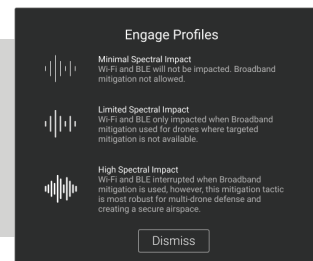 Engage Profiles
Minimal Spectral Impact
Wi-Fi and BLE will not be impacted. Broadband
mitigation not allowed.
Limited Spectral Impact
Wi-Fi and BLE only impacted when Broadband
mitigation used for drones where targeted
mitigation is not available.
High Spectral Impact
Wi-Fi and BLE interrupted when Broadband
mitigation is used, however, this mitigation tactic
is most robust for multi-drone defense and
creating a secure airspace.
Dismiss